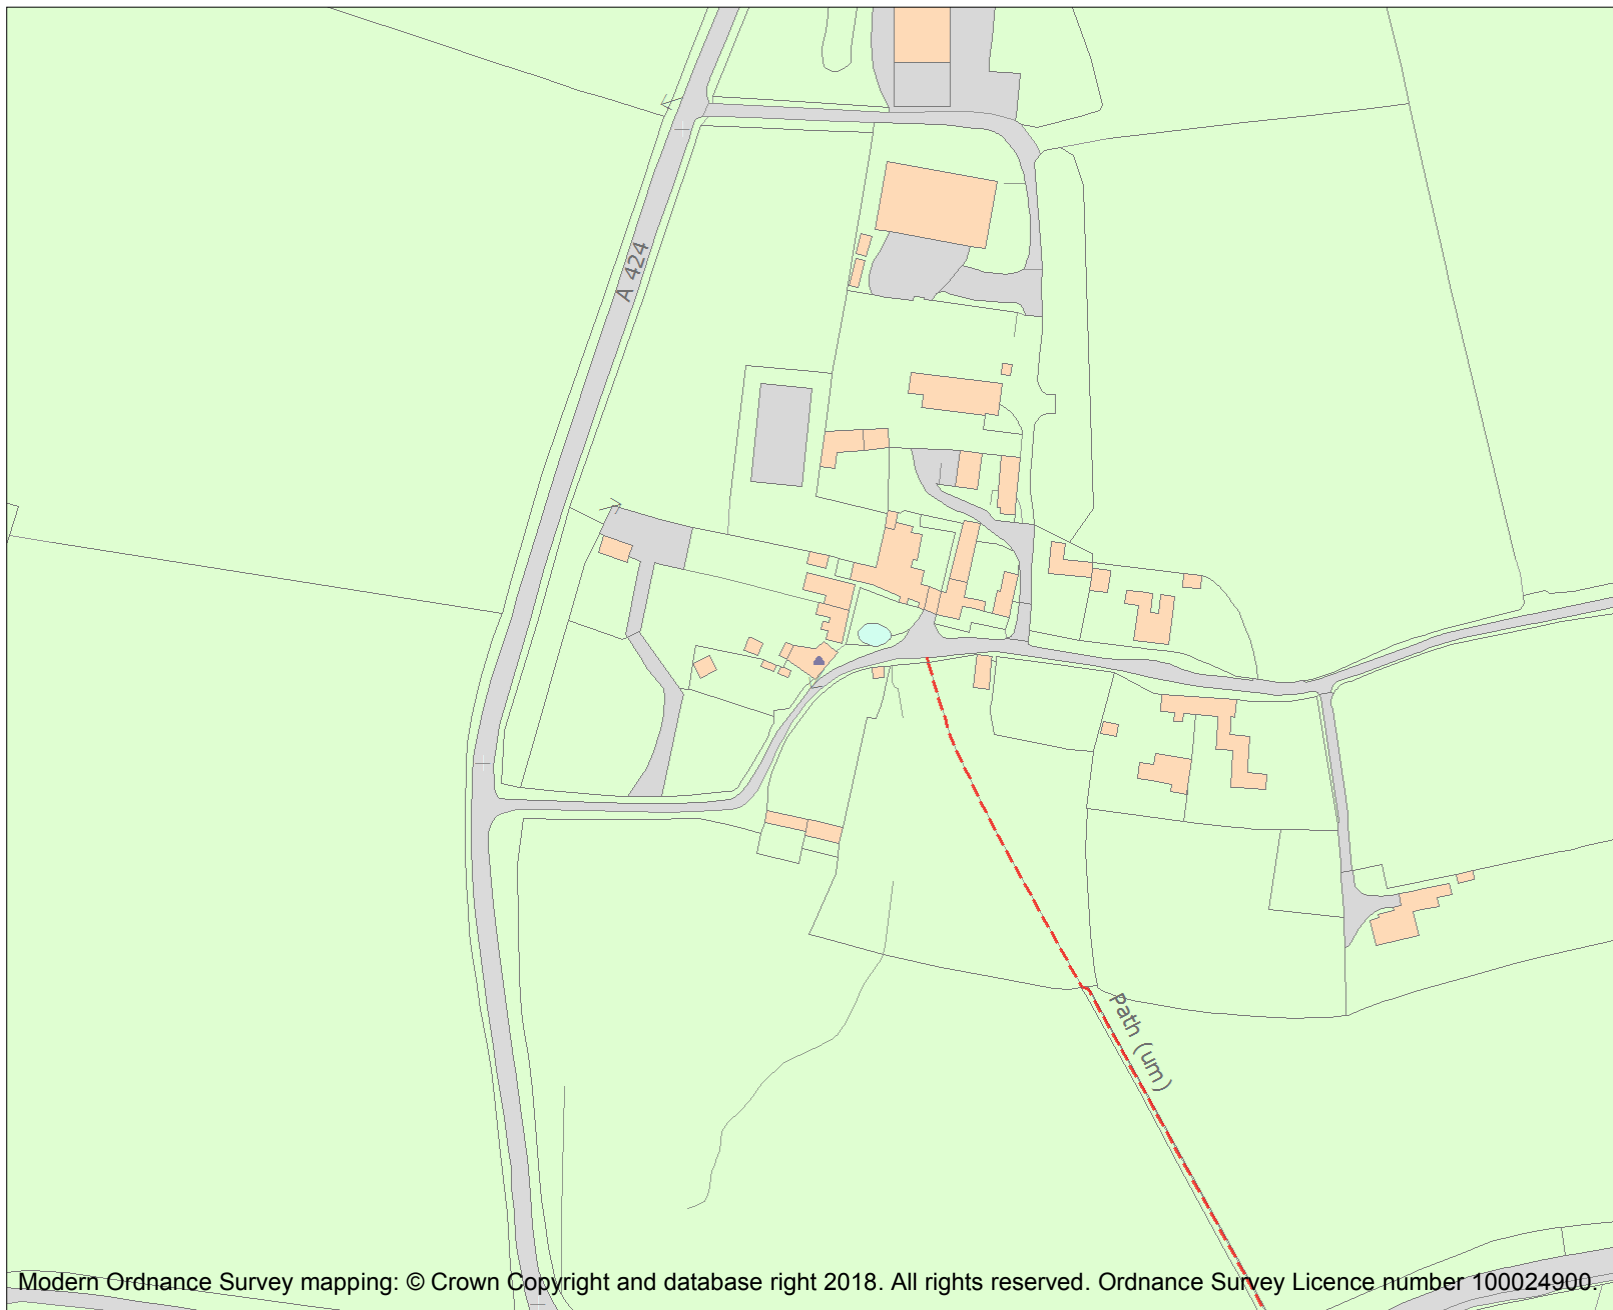 A 424
Path (um)
Modern Ordnance Survey mapping: © Crown Copyright and database right 2018. All rights reserved. Ordnance Survey Licence number 100024900.